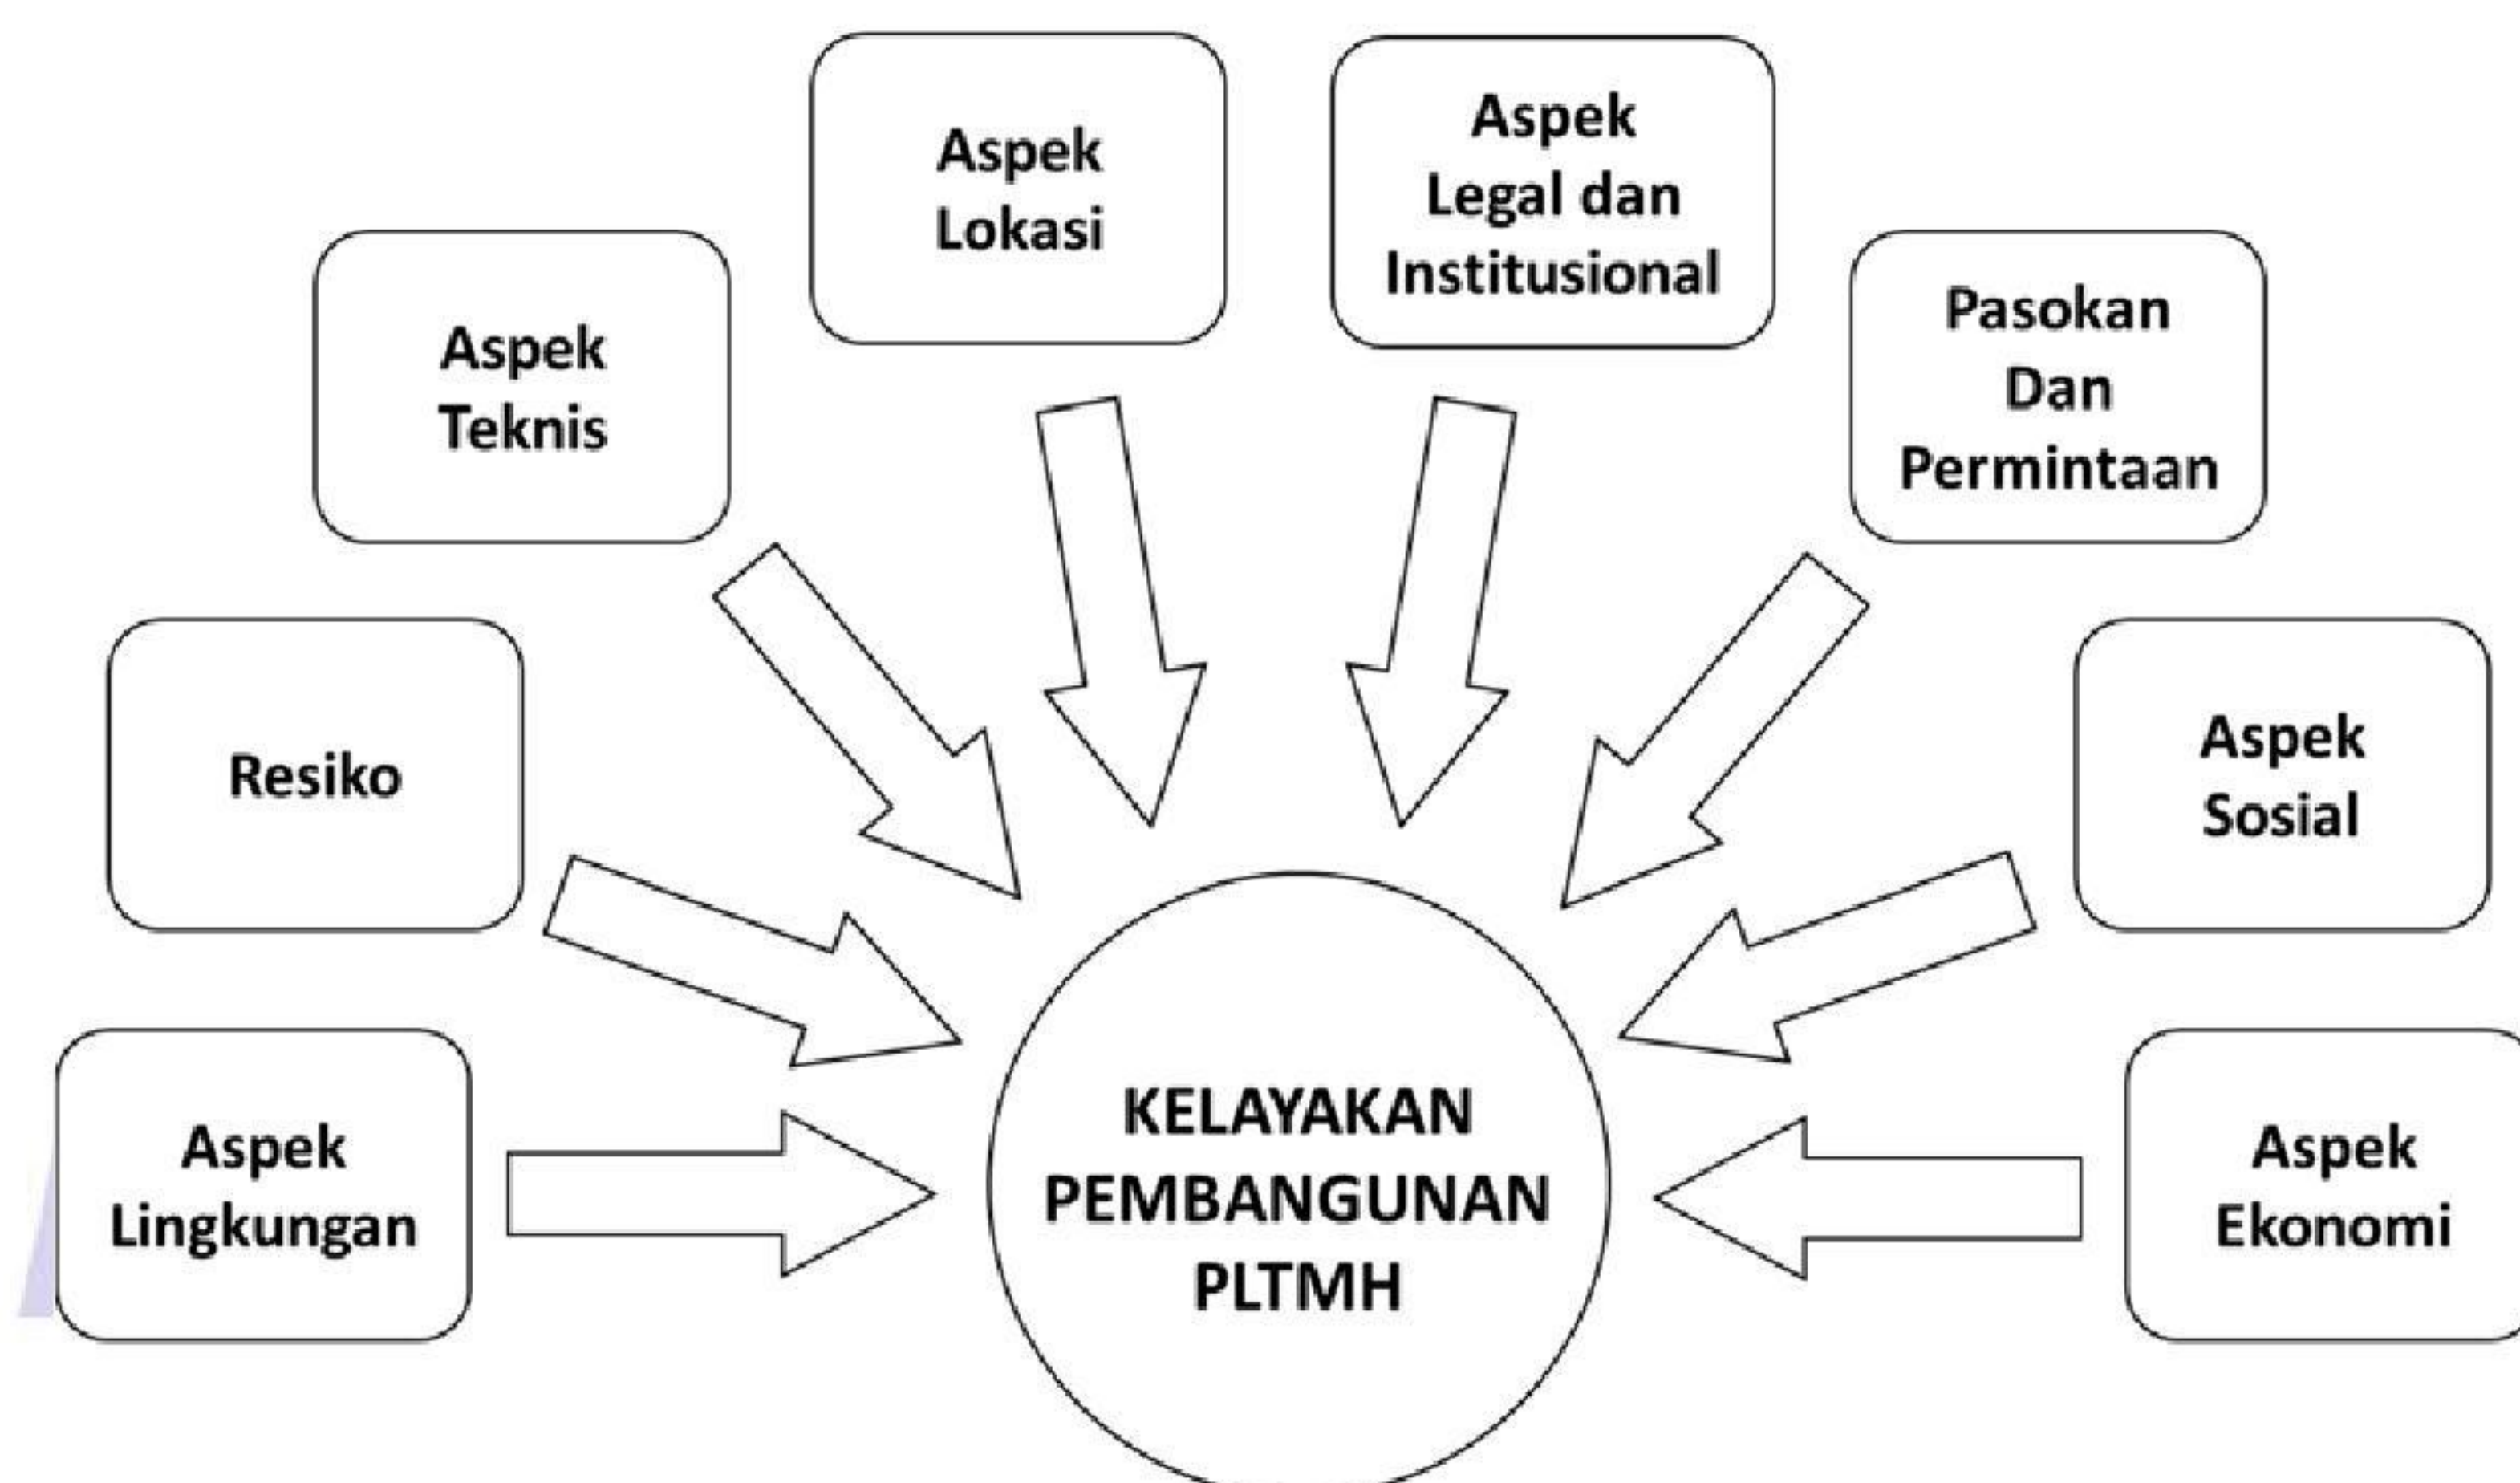 Aspek
Lokasi
Aspek
Legal dan
Institusional
Aspek
Teknis
Pasokan
Dan
Permintaan
Resiko
Aspek
Sosial
Aspek
Lingkungan
KELAYAKAN
PEMBANGUNAN
PLTMH
Aspek
Ekonomi